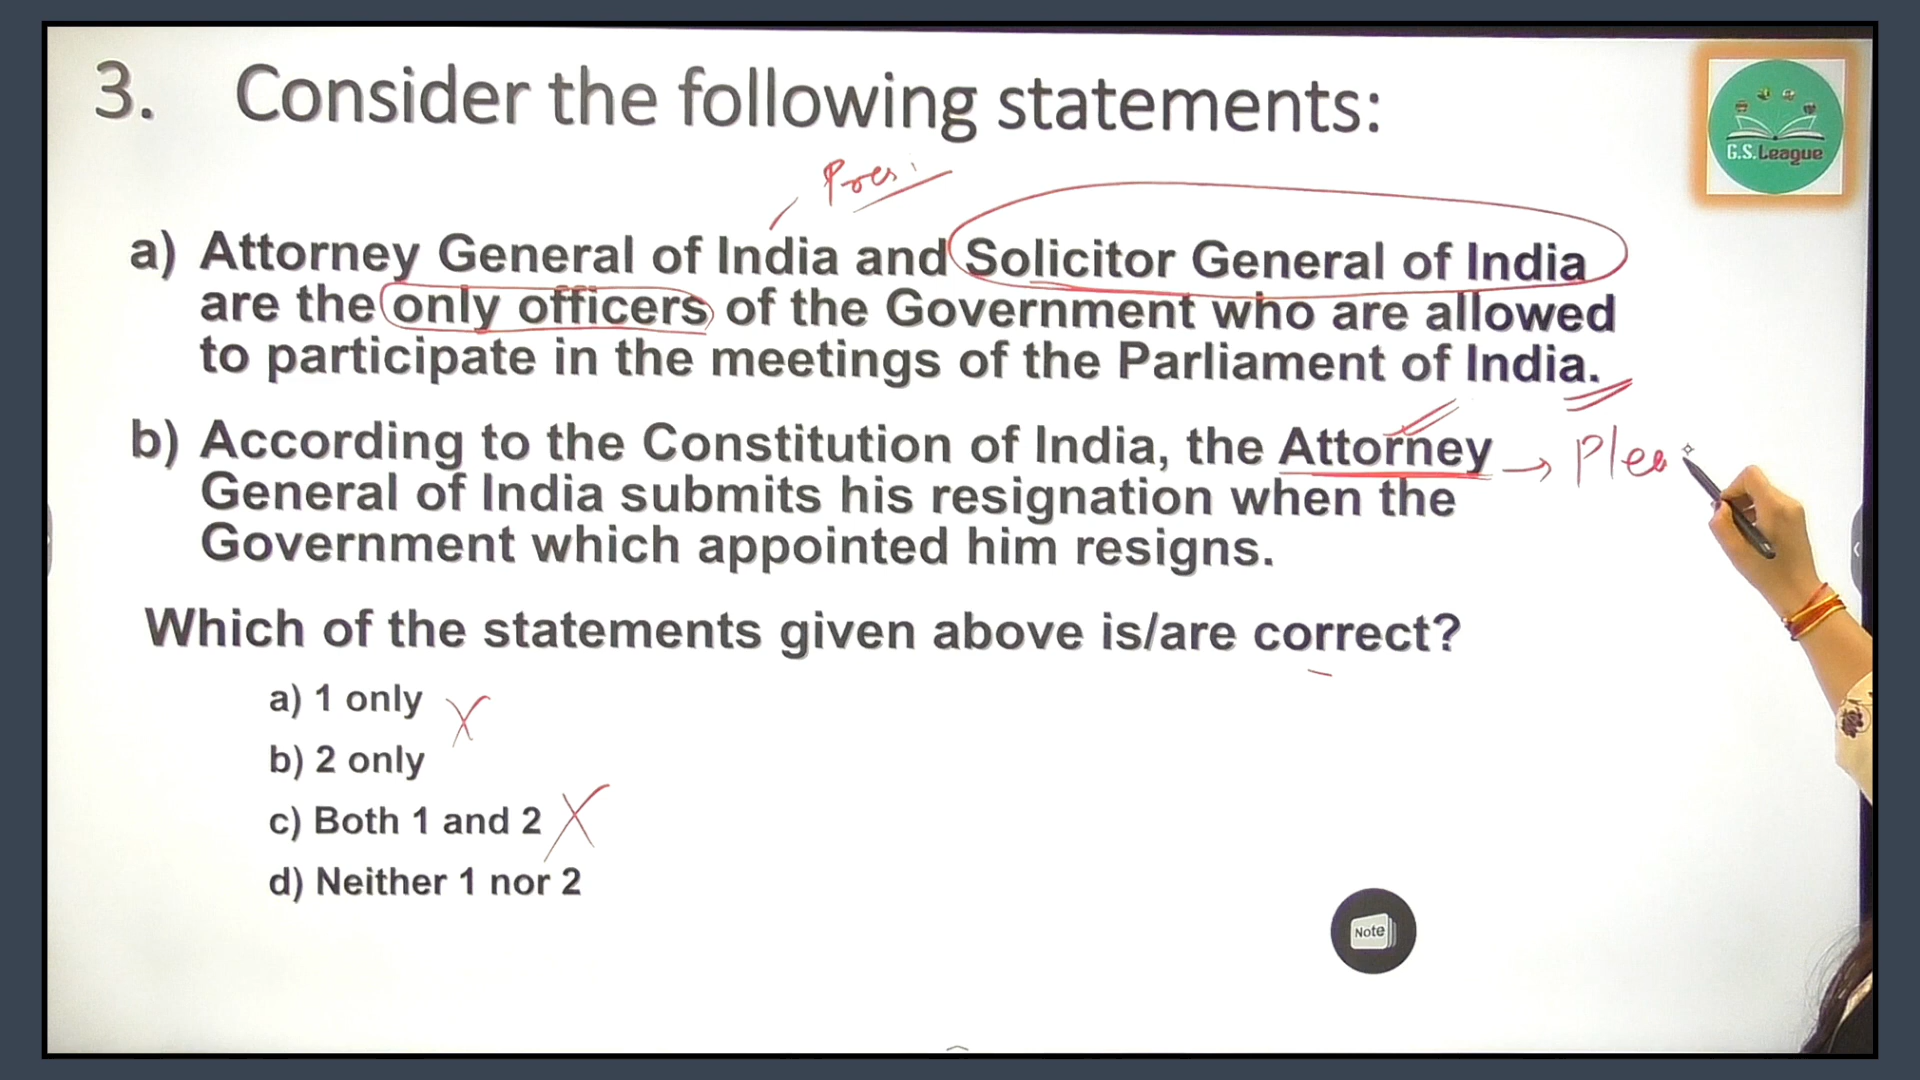 3. Consider the following statements:
G.S.League
Pres.
a) Attorney General of India and Solicitor General of India
are the only officers of the Government who are allowed
to participate in the meetings of the Parliament of India.
b) According to the Constitution of India, the Attorney → Plea
General of India submits his resignation when the
Government which appointed him resigns.
Which of the statements given above is/are correct?
a) 1 only
b) 2 only
c) Both 1 and 2
d) Neither 1 nor 2
Note